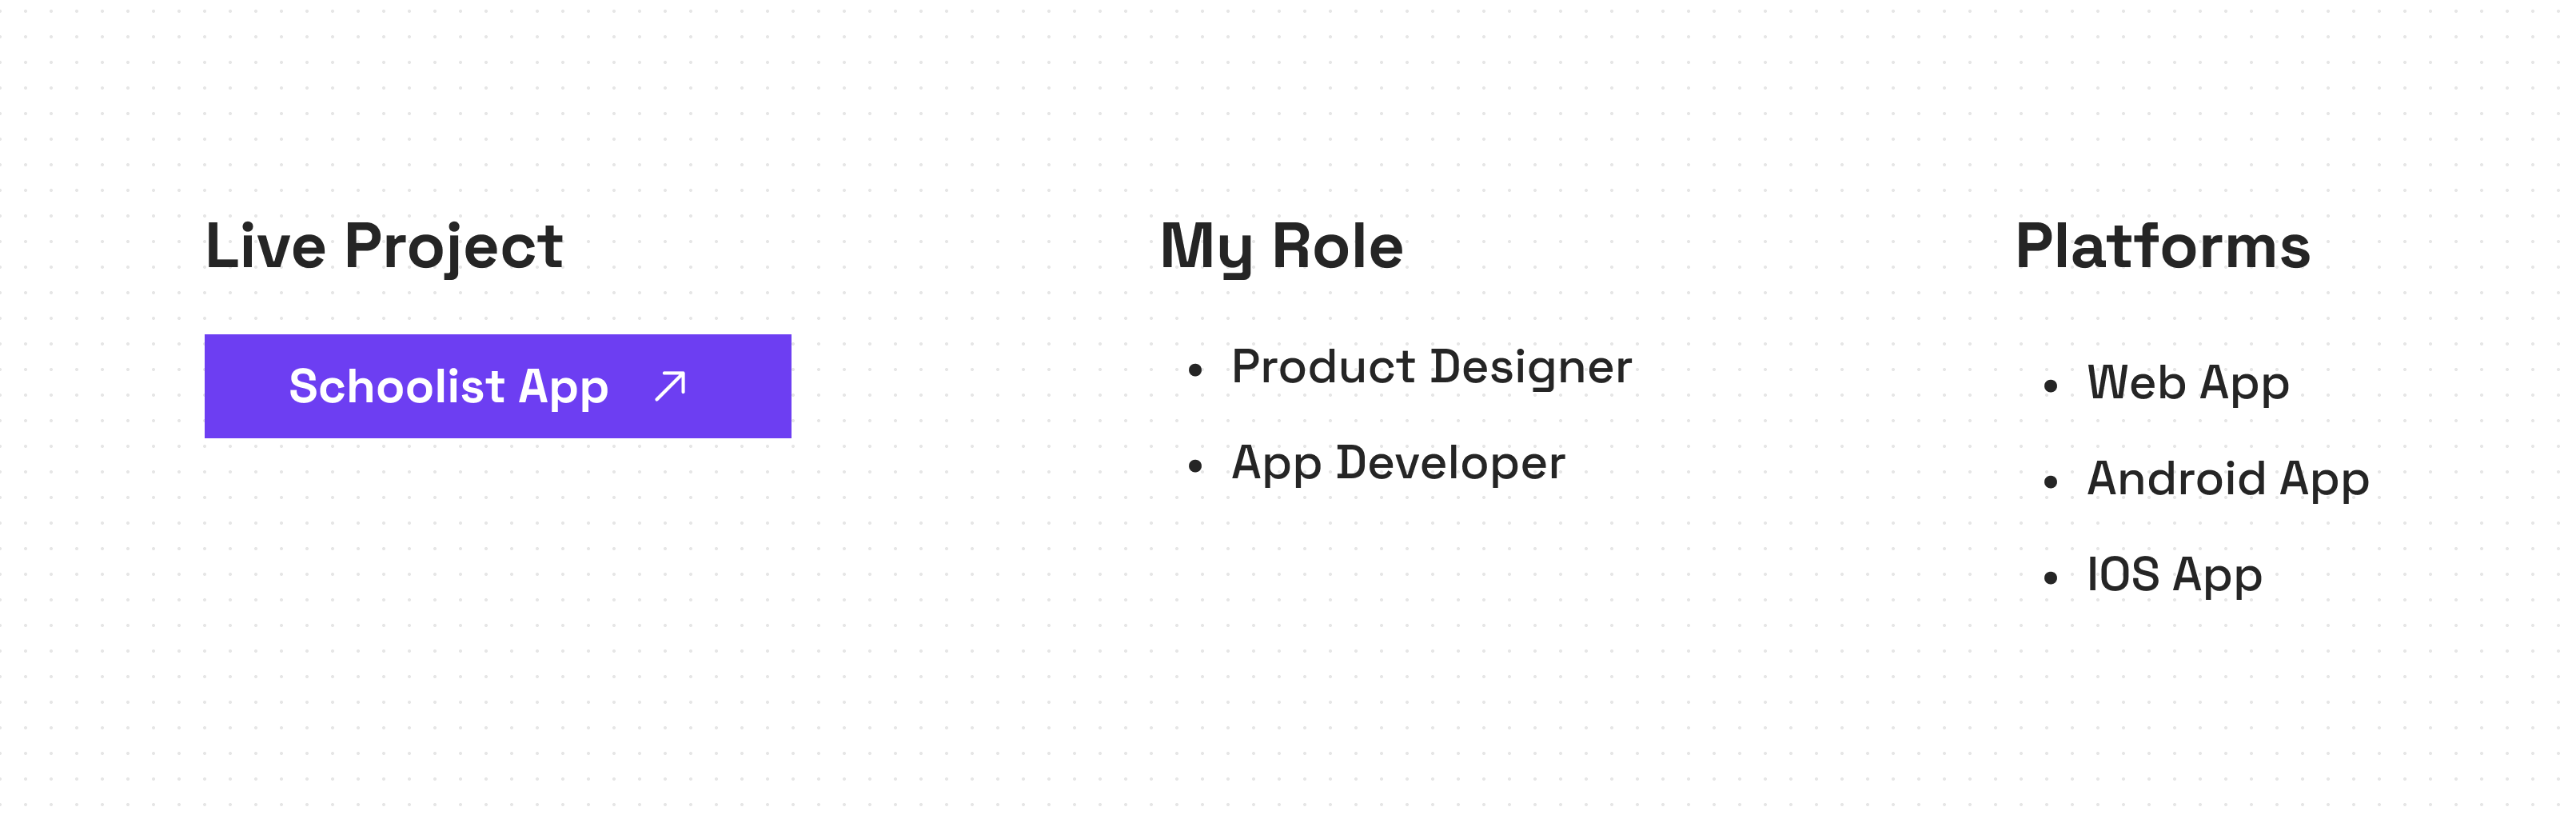 Live Project
Schoolist App
My Role
Product Designer
App Developer
Platforms
Web App
Android App
IOS App